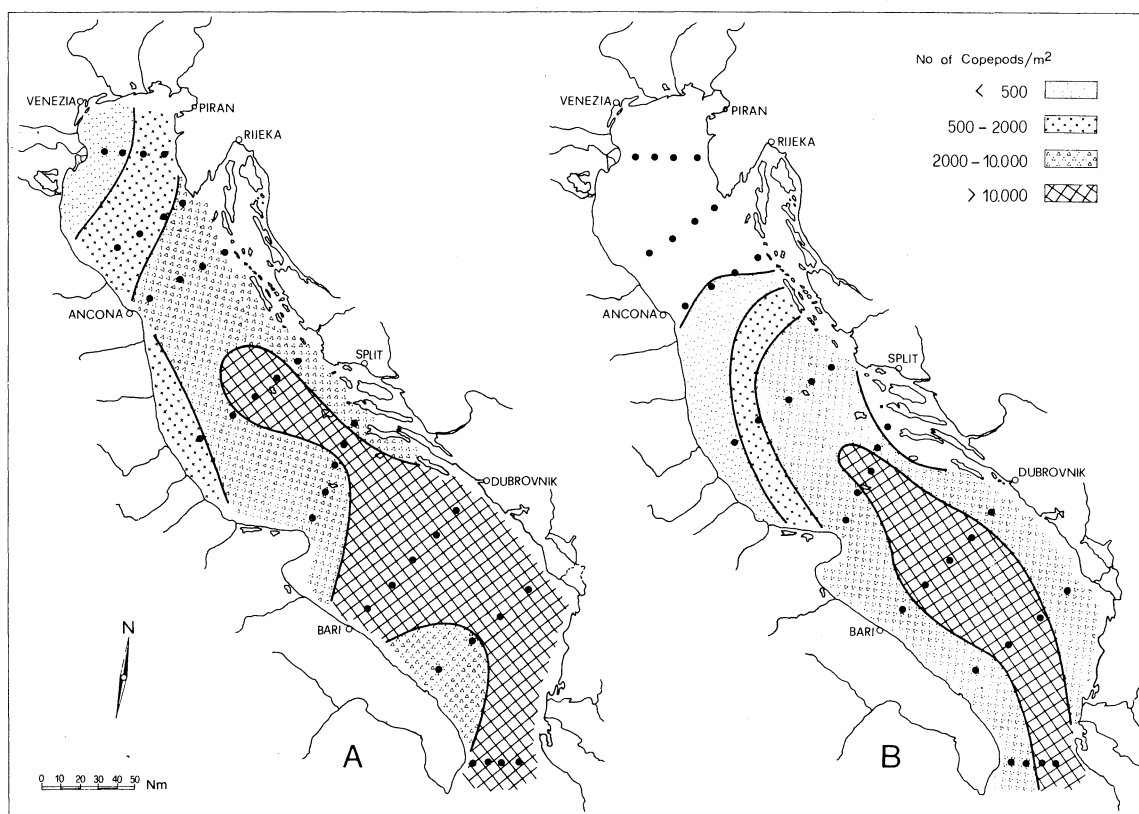 No of Copepods/m²
< 500
500 – 2000
2000 – 10.000
> 10.000
VENEZIA
PIRAN
RIJEKA
ANCONA
SPLIT
DUBROVNIK
BARI
N
A
0 10 20 30 40 50 Nm
VENEZIA
PIRAN
RIJEKA
ANCONA
SPLIT
DUBROVNIK
BARI
B